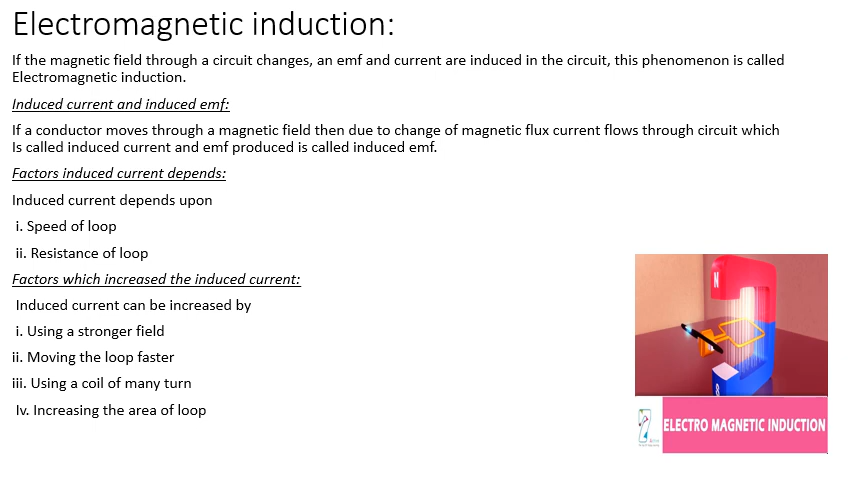 Electromagnetic induction:
If the magnetic field through a circuit changes, an emf and current are induced in the circuit, this phenomenon is called
Electromagnetic induction.
Induced current and induced emf:
If a conductor moves through a magnetic field then due to change of magnetic flux current flows through circuit which
Is called induced current and emf produced is called induced emf.
Factors induced current depends:
Induced current depends upon
i. Speed of loop
ii. Resistance of loop
Factors which increased the induced current:
Induced current can be increased by
i. Using a stronger field
ii. Moving the loop faster
iii. Using a coil of many turn
Iv. Increasing the area of loop
N
S
ELECTRO MAGNETIC INDUCTION